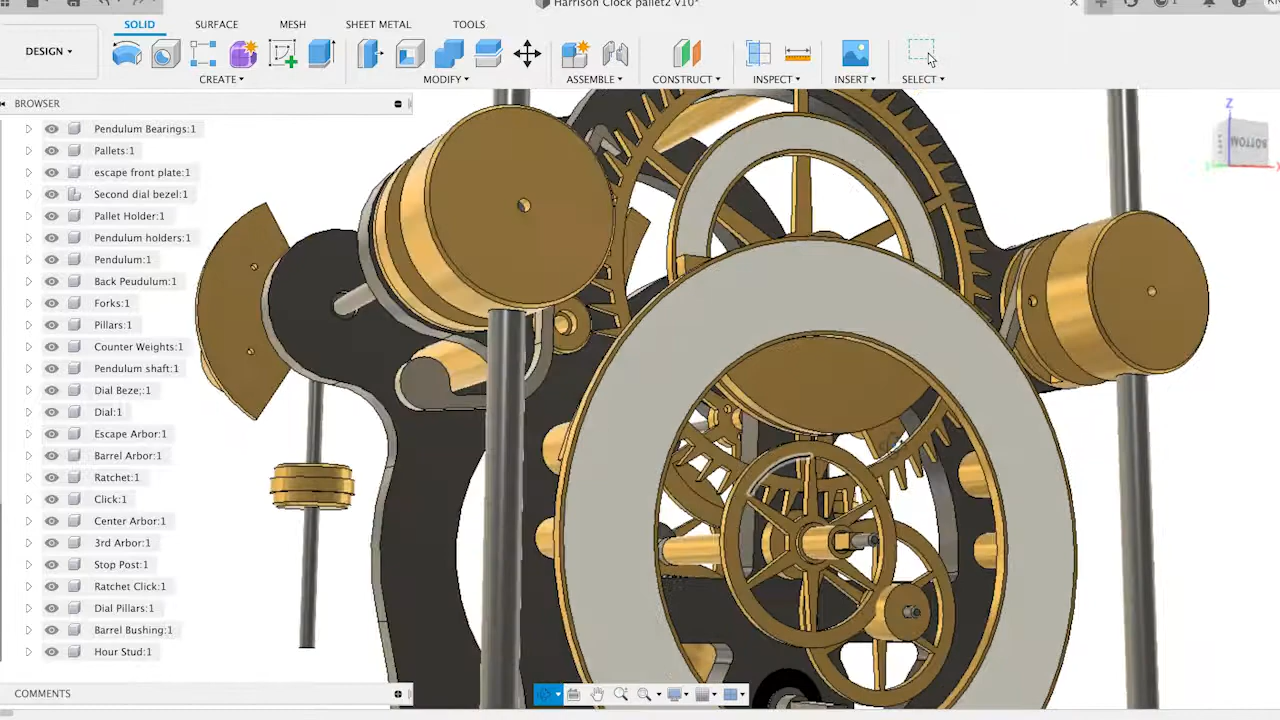 Harrison Clock pallet2 v10*
SOLID SURFACE MESH SHEET METAL TOOLS
DESIGN
CREATE MODIFY ASSEMBLE CONSTRUCT INSPECT INSERT SELECT
BROWSER
Pendulum Bearings:1
Pallets:1
escape front plate:1
Second dial bezel:1
Pallet Holder:1
Pendulum holders:1
Pendulum:1
Back Peudulum:1
Forks:1
Pillars:1
Counter Weights:1
Pendulum shaft:1
Dial Beze;:1
Dial:1
Escape Arbor:1
Barrel Arbor:1
Ratchet:1
Click:1
Center Arbor:1
3rd Arbor:1
Stop Post:1
Ratchet Click:1
Dial Pillars:1
Barrel Bushing:1
Hour Stud:1
COMMENTS
Z
BOTTOM
X